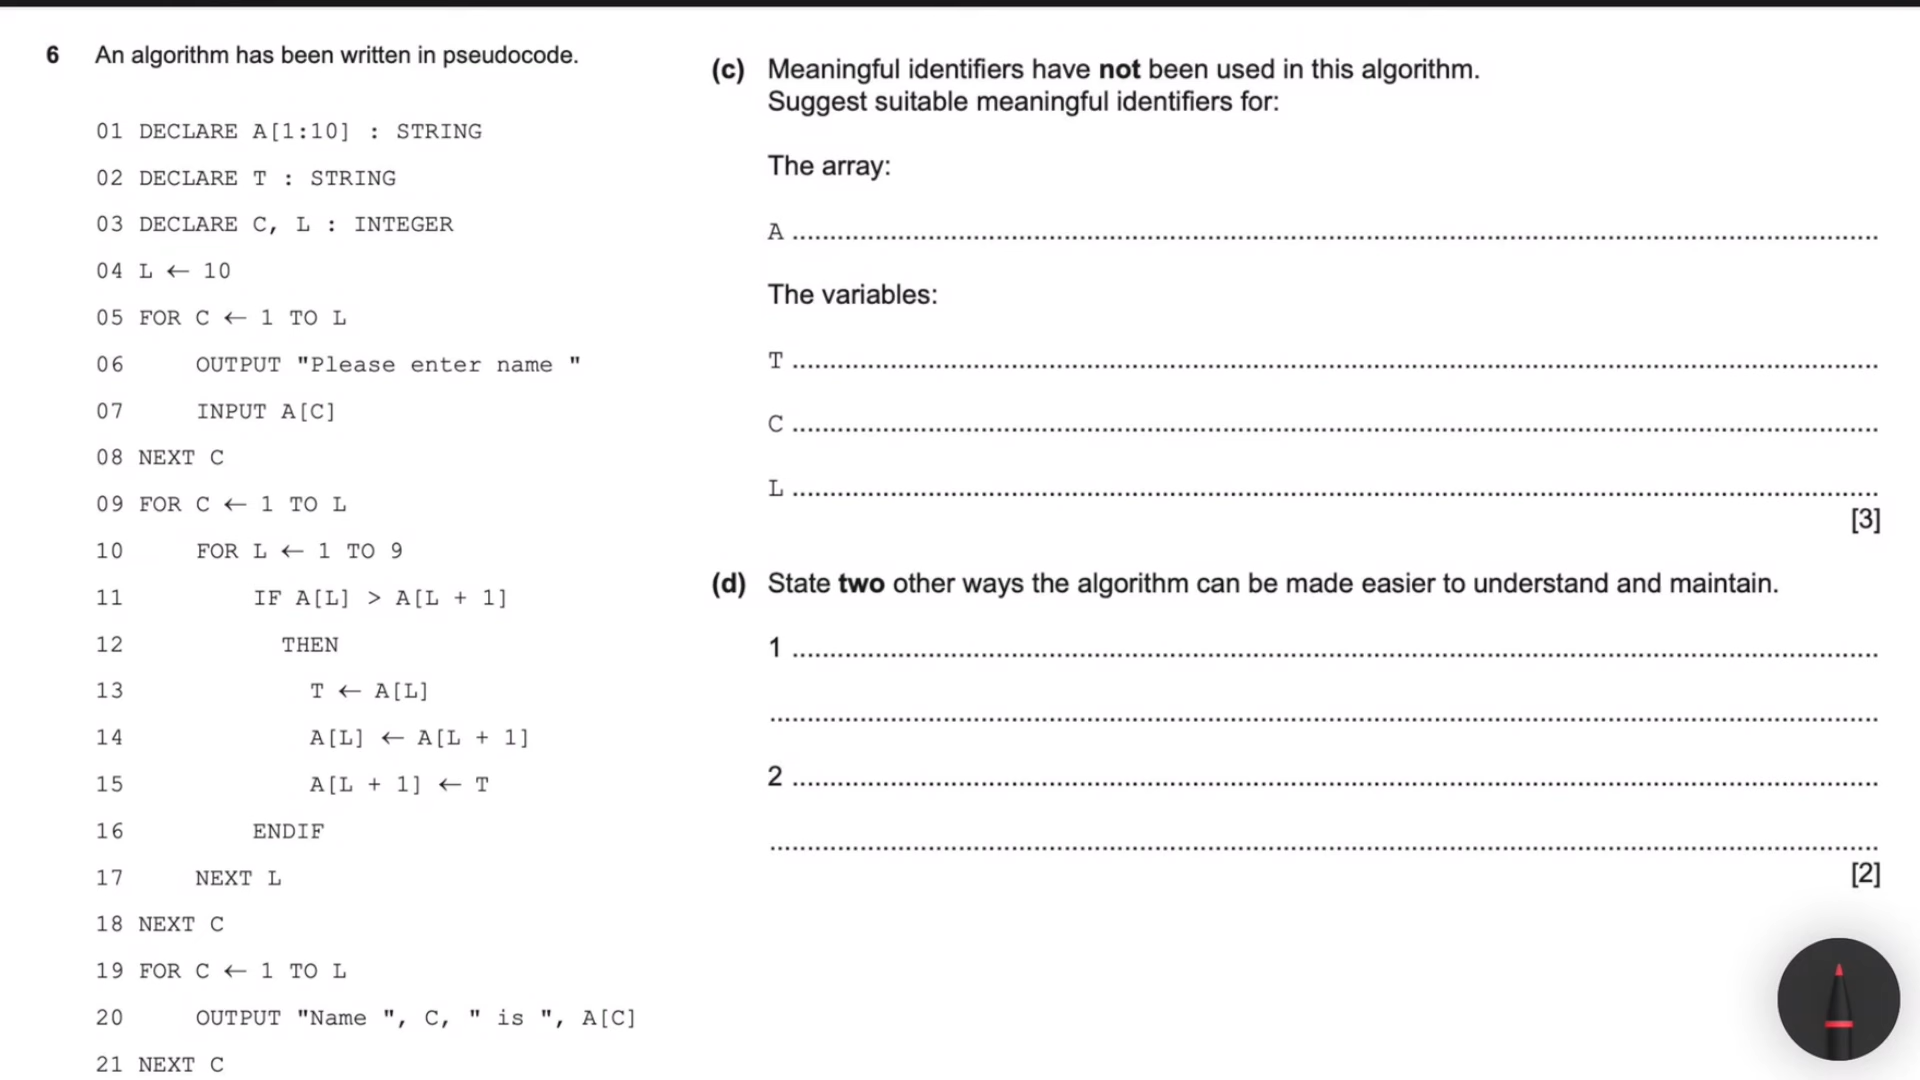 6 An algorithm has been written in pseudocode.
01 DECLARE A[1:10] : STRING
02 DECLARE T : STRING
03 DECLARE C, L : INTEGER
04 L ← 10
05 FOR C ← 1 TO L
06 OUTPUT "Please enter name "
07 INPUT A[C]
08 NEXT C
09 FOR C ← 1 TO L
10 FOR L ← 1 TO 9
11 IF A[L] > A[L + 1]
12 THEN
13 T ← A[L]
14 A[L] ← A[L + 1]
15 A[L + 1] ← T
16 ENDIF
17 NEXT L
18 NEXT C
19 FOR C ← 1 TO L
20 OUTPUT "Name ", C, " is ", A[C]
21 NEXT C
(c) Meaningful identifiers have not been used in this algorithm.
Suggest suitable meaningful identifiers for:
The array:
A
The variables:
T
C
L
[3]
(d) State two other ways the algorithm can be made easier to understand and maintain.
1
2
[2]